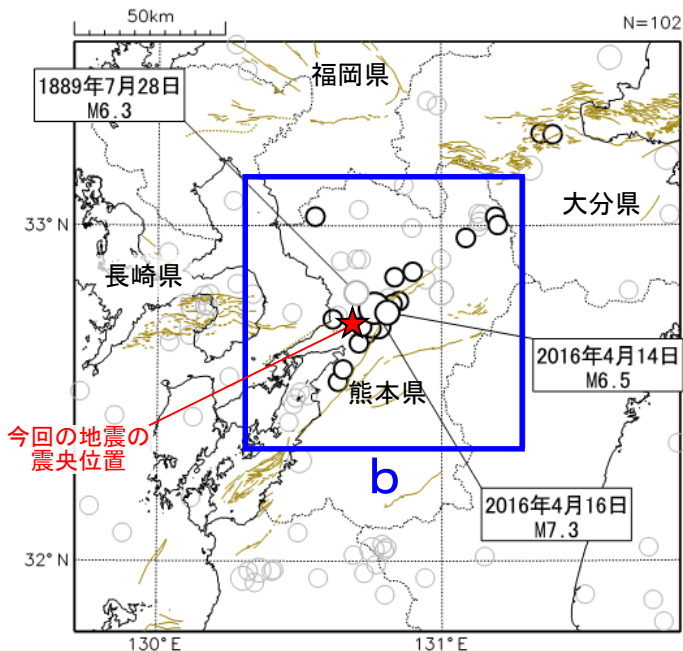 50km
N=102
1889年7月28日
M6.3
福岡県
33°N
大分県
長崎県
2016年4月14日
M6.5
熊本県
今回の地震の
震央位置
b
2016年4月16日
M7.3
32°N
130°E
131°E